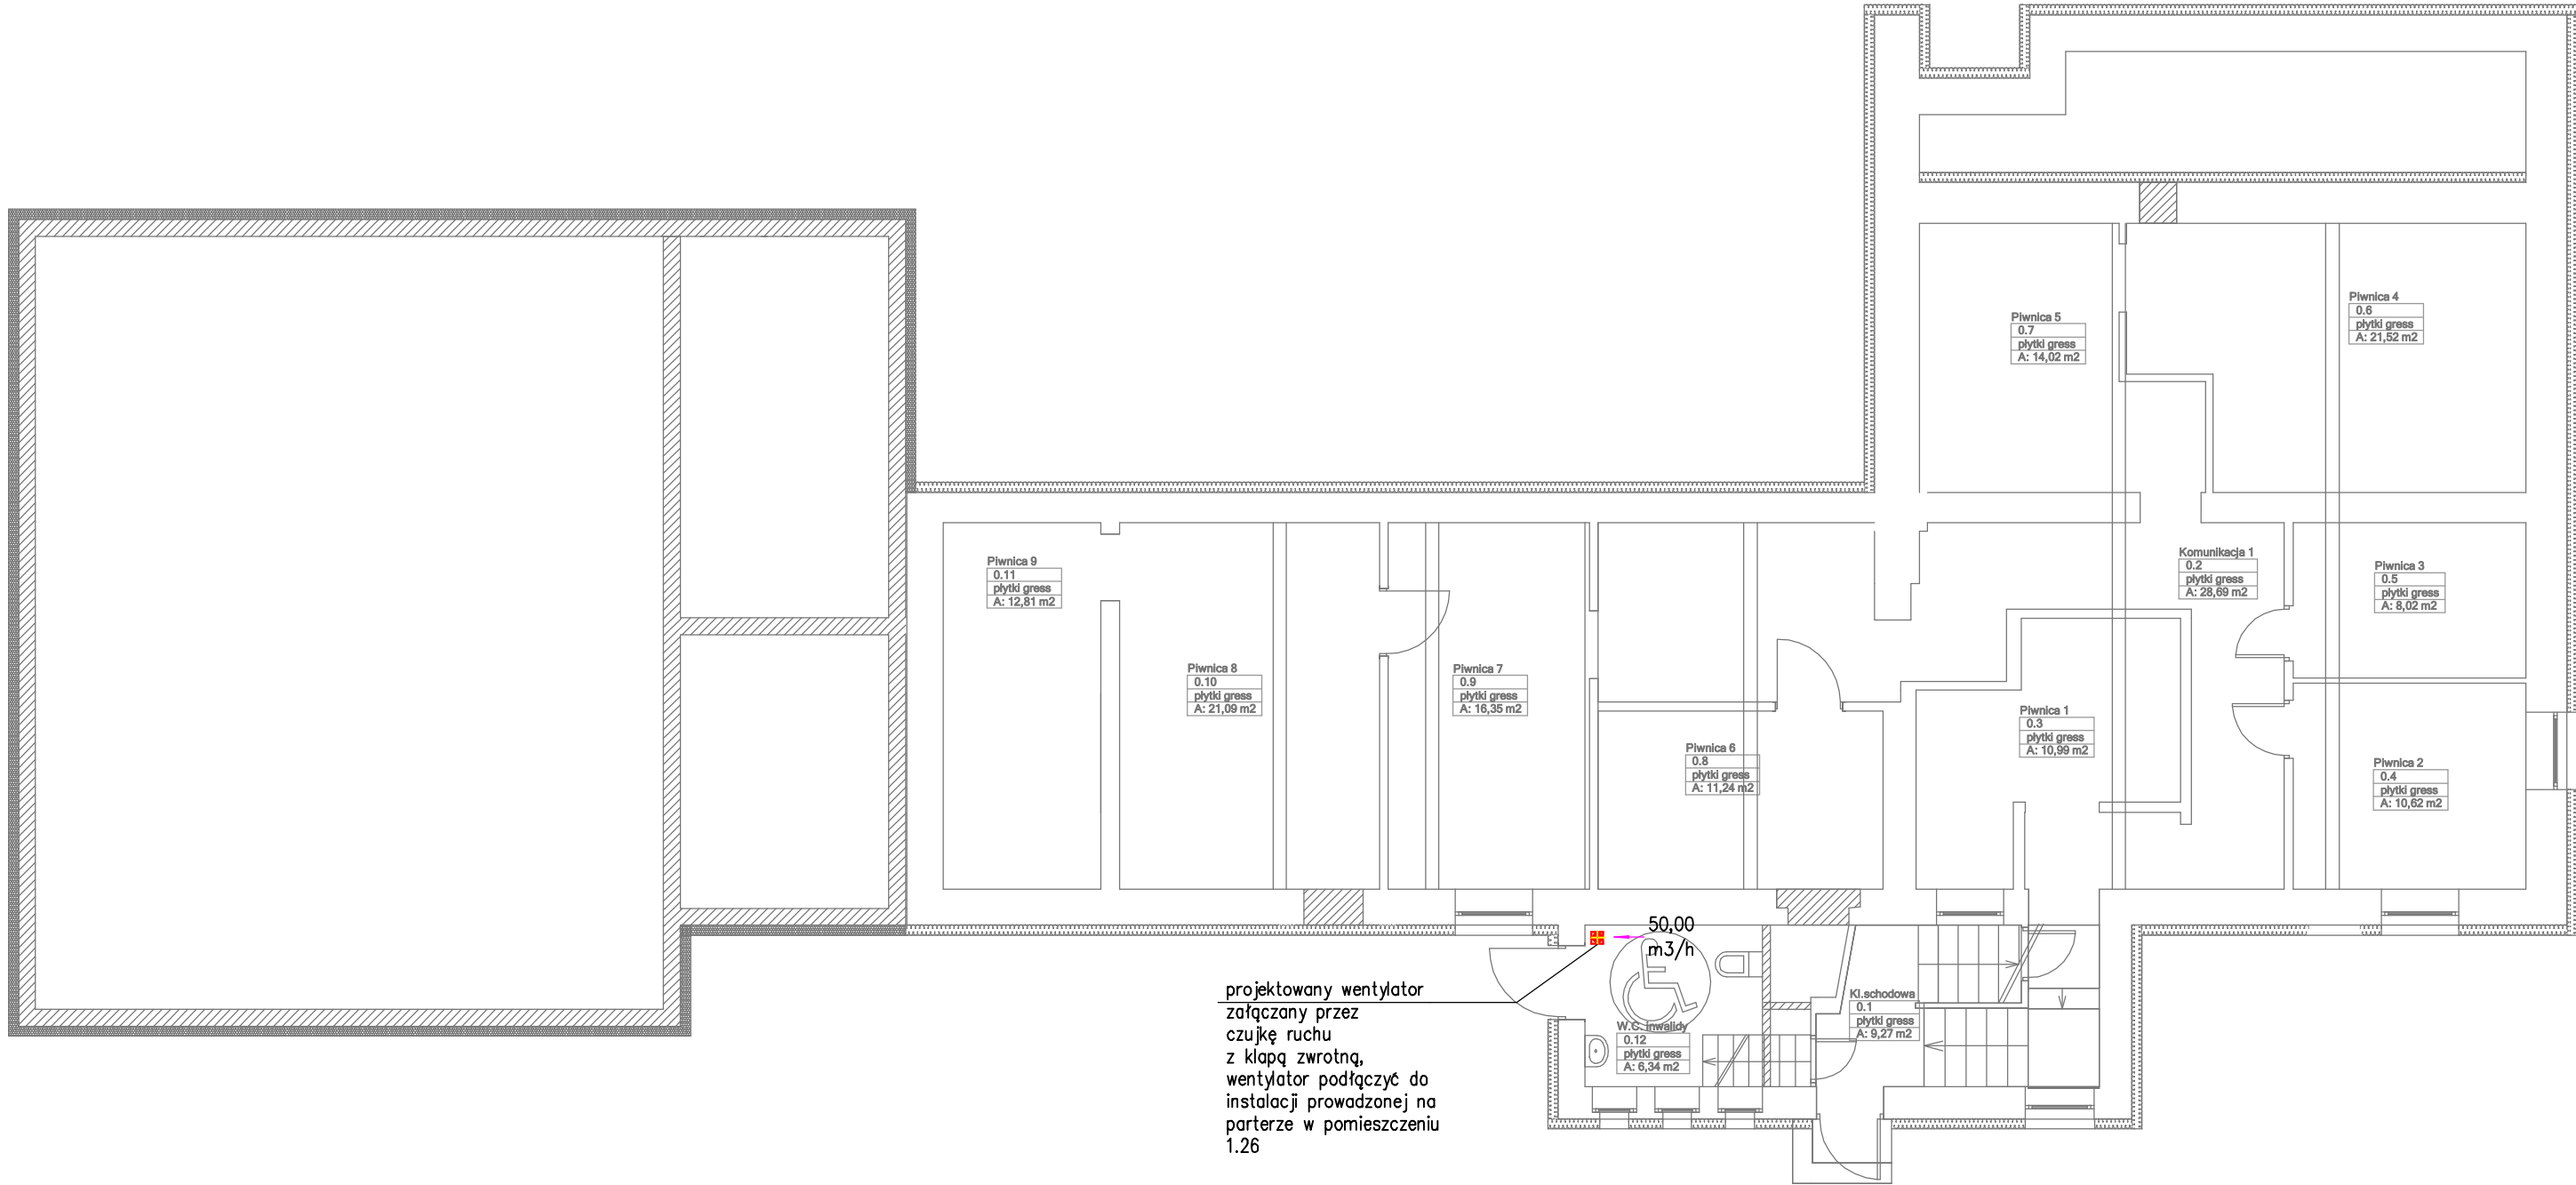 Piwnica 4
0.6
płytki gress
A: 21,52 m2
Piwnica 5
0.7
płytki gress
A: 14,02 m2
Komunikacja 1
0.2
płytki gress
A: 28,69 m2
Piwnica 9
0.11
płytki gress
A: 12,81 m2
Piwnica 3
0.5
płytki gress
A: 8,02 m2
Piwnica 8
0.10
płytki gress
A: 21,09 m2
Piwnica 7
0.9
płytki gress
A: 16,35 m2
Piwnica 1
0.3
płytki gress
A: 10,99 m2
Piwnica 6
0.8
płytki gress
A: 11,24 m2
Piwnica 2
0.4
płytki gress
A: 10,62 m2
50,00
m3/h
projektowany wentylator
załączany przez
czujkę ruchu
z klapą zwrotną,
wentylator podłączyć do
instalacji prowadzonej na
parterze w pomieszczeniu
1.26
Kl.schodowa
0.1
płytki gress
A: 9,27 m2
W.C. Inwalidy
0.12
płytki gress
A: 6,34 m2